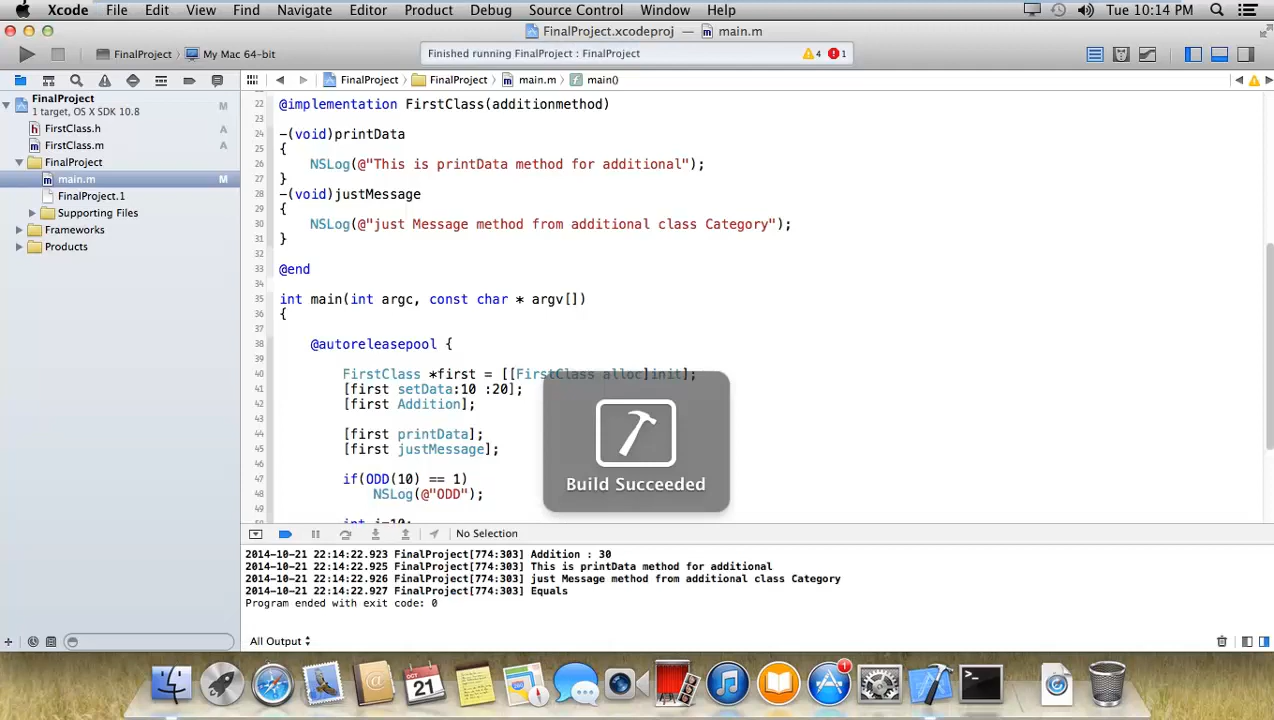 Xcode File Edit View Find Navigate Editor Product Debug Source Control Window Help Tue 10:14 PM
FinalProject.xcodeproj — main.m
FinalProject My Mac 64-bit Finished running FinalProject : FinalProject 4 1
FinalProject FinalProject main.m main()
FinalProject M
1 target, OS X SDK 10.8
FirstClass.h A
FirstClass.m A
FinalProject
main.m M
FinalProject.1
Supporting Files
Frameworks
Products
22 @implementation FirstClass(additionmethod)
23
24 -(void)printData
25 {
26 NSLog(@"This is printData method for additional");
27 }
28 -(void)justMessage
29 {
30 NSLog(@"just Message method from additional class Category");
31 }
32
33 @end
34
35 int main(int argc, const char * argv[])
36 {
37
38 @autoreleasepool {
39
40 FirstClass *first = [[FirstClass alloc]init];
41 [first setData:10 :20];
42 [first Addition];
43
44 [first printData];
45 [first justMessage];
46
47 if(ODD(10) == 1)
48 NSLog(@"ODD");
49
int i=10;
Build Succeeded
No Selection
2014-10-21 22:14:22.923 FinalProject[774:303] Addition : 30
2014-10-21 22:14:22.925 FinalProject[774:303] This is printData method for additional
2014-10-21 22:14:22.926 FinalProject[774:303] just Message method from additional class Category
2014-10-21 22:14:22.927 FinalProject[774:303] Equals
Program ended with exit code: 0
All Output
OCT
21
1